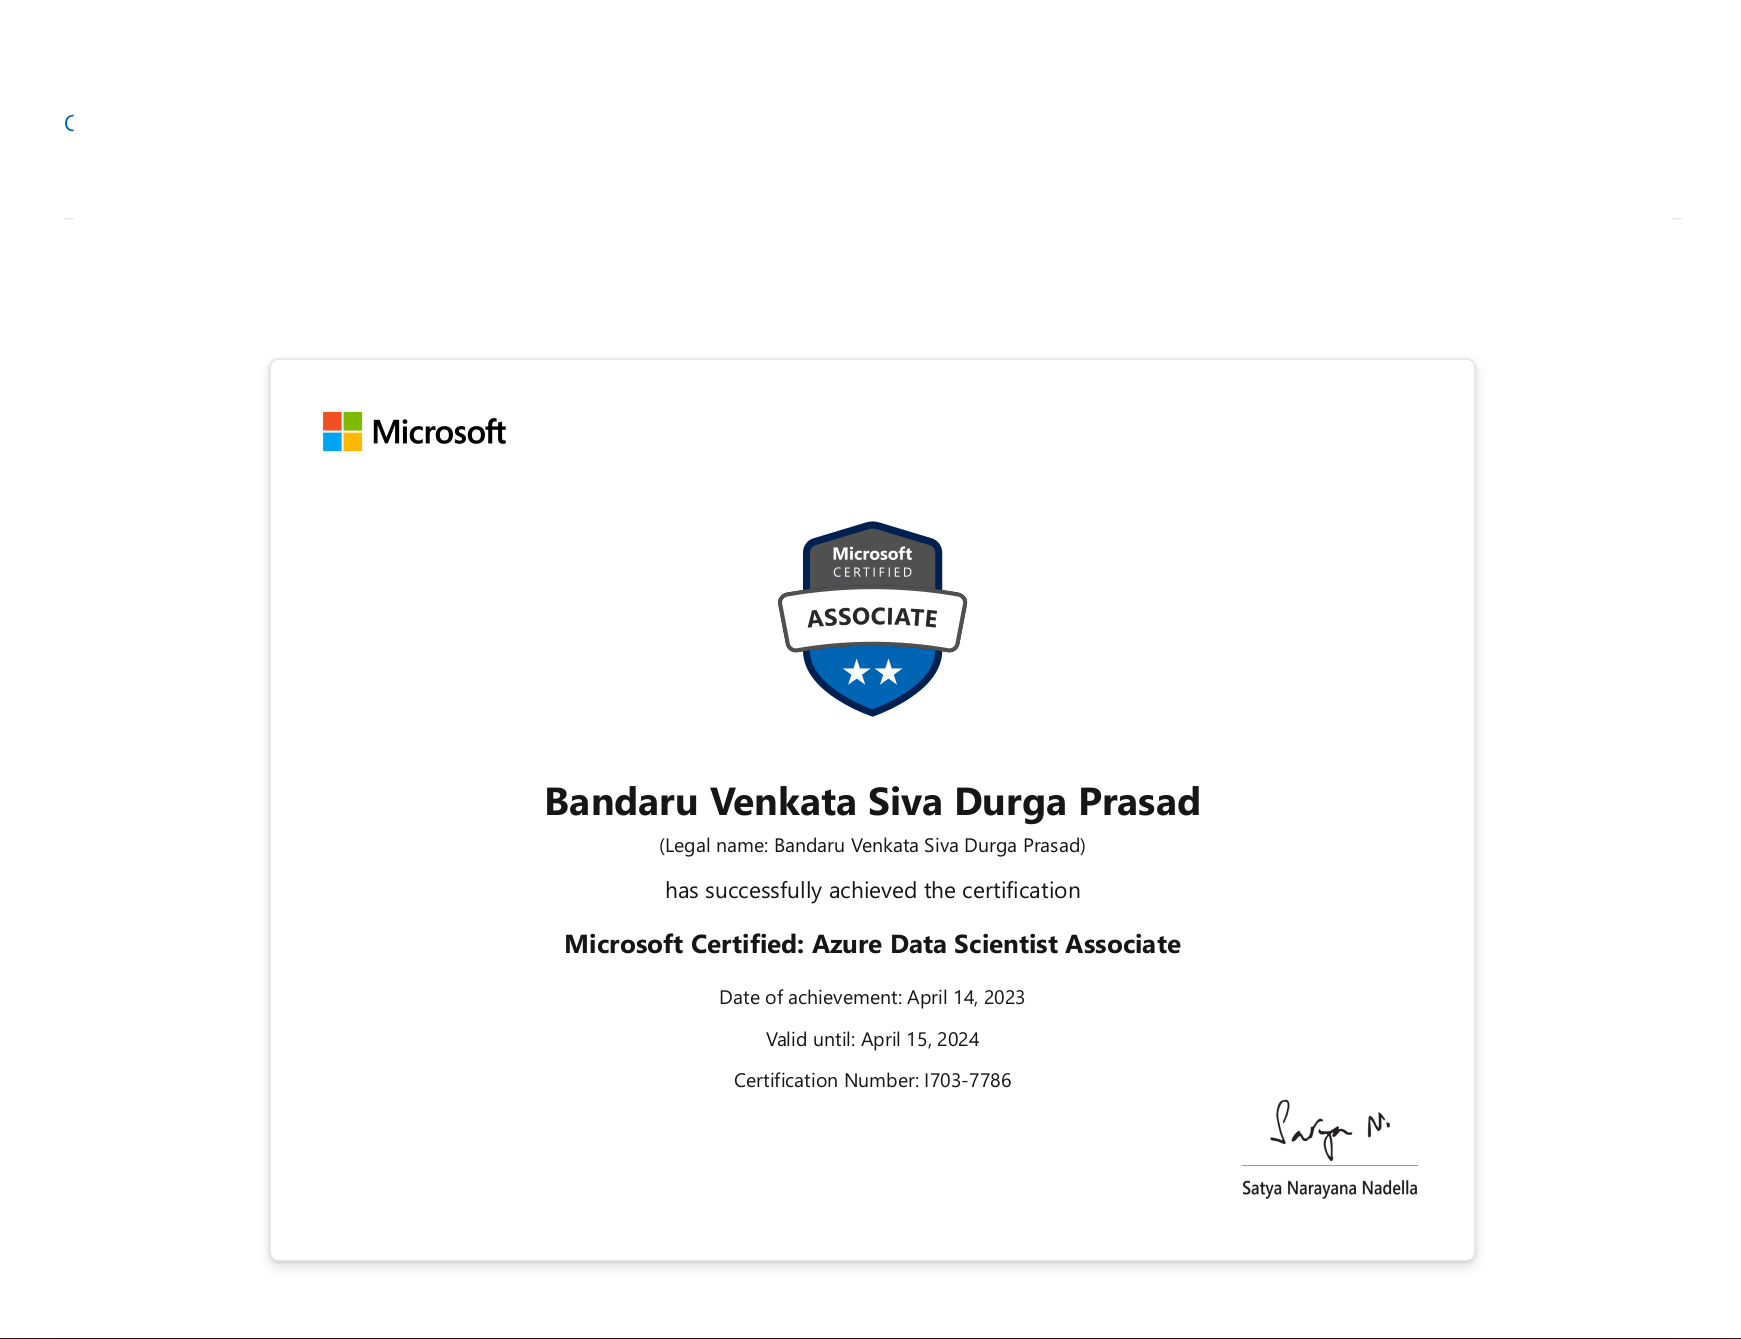 Microsoft
Microsoft
CERTIFIED
ASSOCIATE
Bandaru Venkata Siva Durga Prasad
(Legal name: Bandaru Venkata Siva Durga Prasad)
has successfully achieved the certification
Microsoft Certified: Azure Data Scientist Associate
Date of achievement: April 14, 2023
Valid until: April 15, 2024
Certification Number: I703-7786
Satya N.
Satya Narayana Nadella